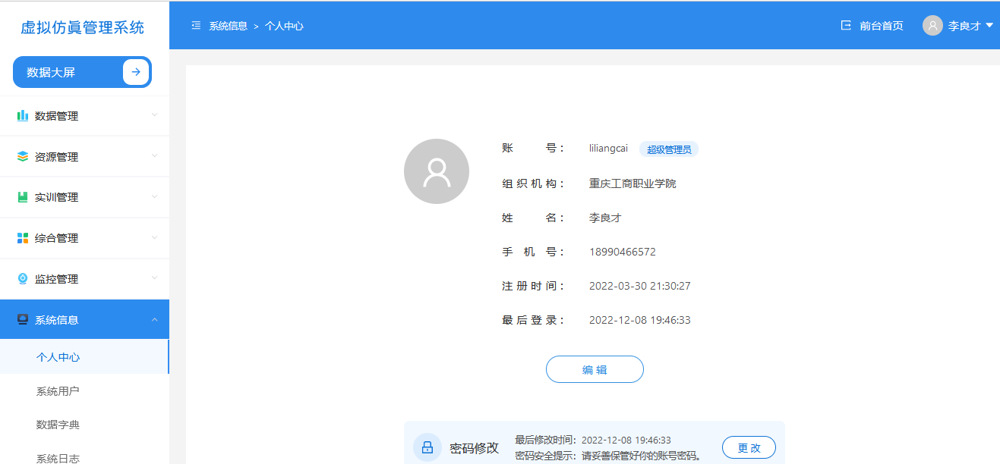 虚拟仿真管理系统
系统信息 > 个人中心
前台首页
李良才
数据大屏
数据管理
资源管理
实训管理
综合管理
监控管理
系统信息
个人中心
系统用户
数据字典
系统日志
账号： liliangcai 超级管理员
组织机构： 重庆工商职业学院
姓名： 李良才
手机号： 18990466572
注册时间： 2022-03-30 21:30:27
最后登录： 2022-12-08 19:46:33
编辑
密码修改
最后修改时间： 2022-12-08 19:46:33
密码安全提示： 请妥善保管好你的账号密码。
更改